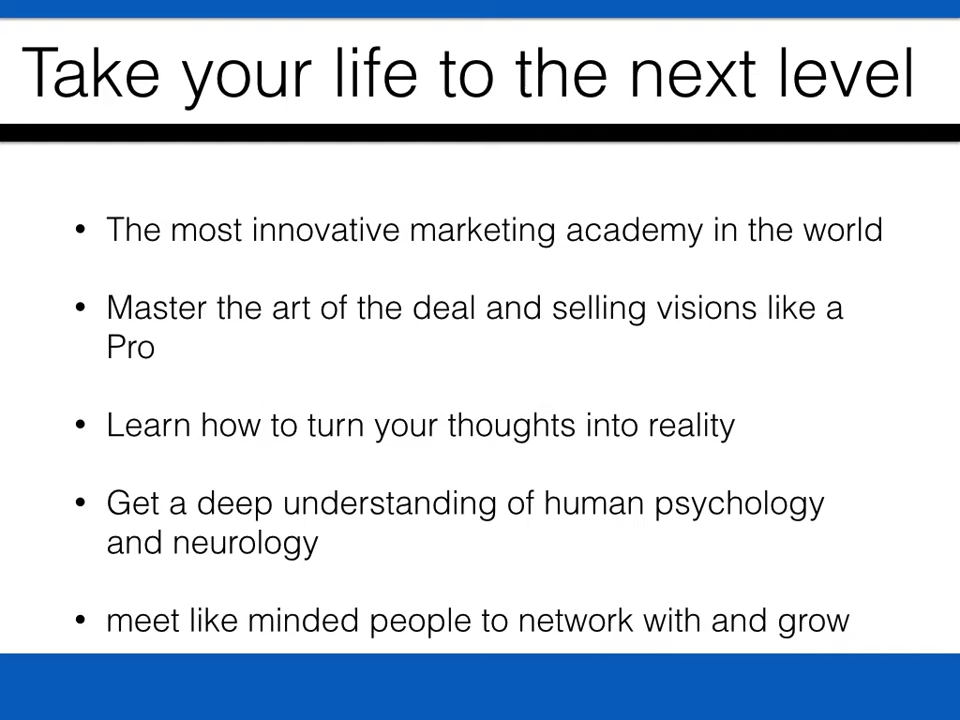 Take your life to the next level
• The most innovative marketing academy in the world
• Master the art of the deal and selling visions like a
Pro
• Learn how to turn your thoughts into reality
• Get a deep understanding of human psychology
and neurology
• meet like minded people to network with and grow